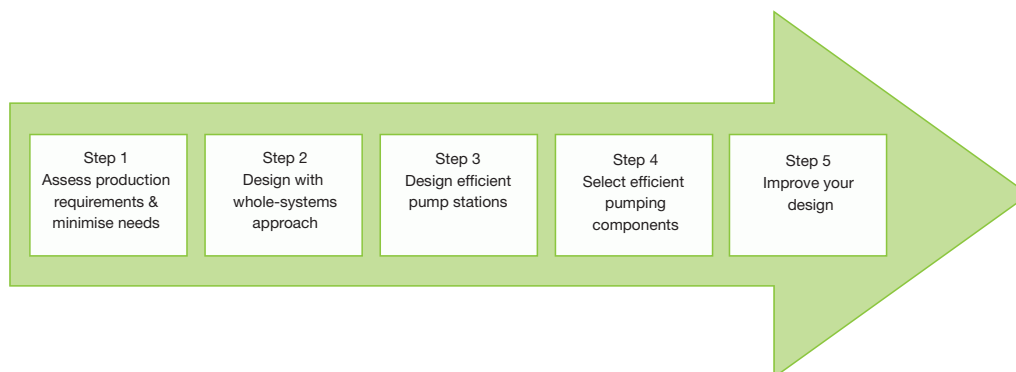 Step 1
Assess production
requirements &
minimise needs
Step 2
Design with
whole-systems
approach
Step 3
Design efficient
pump stations
Step 4
Select efficient
pumping
components
Step 5
Improve your
design